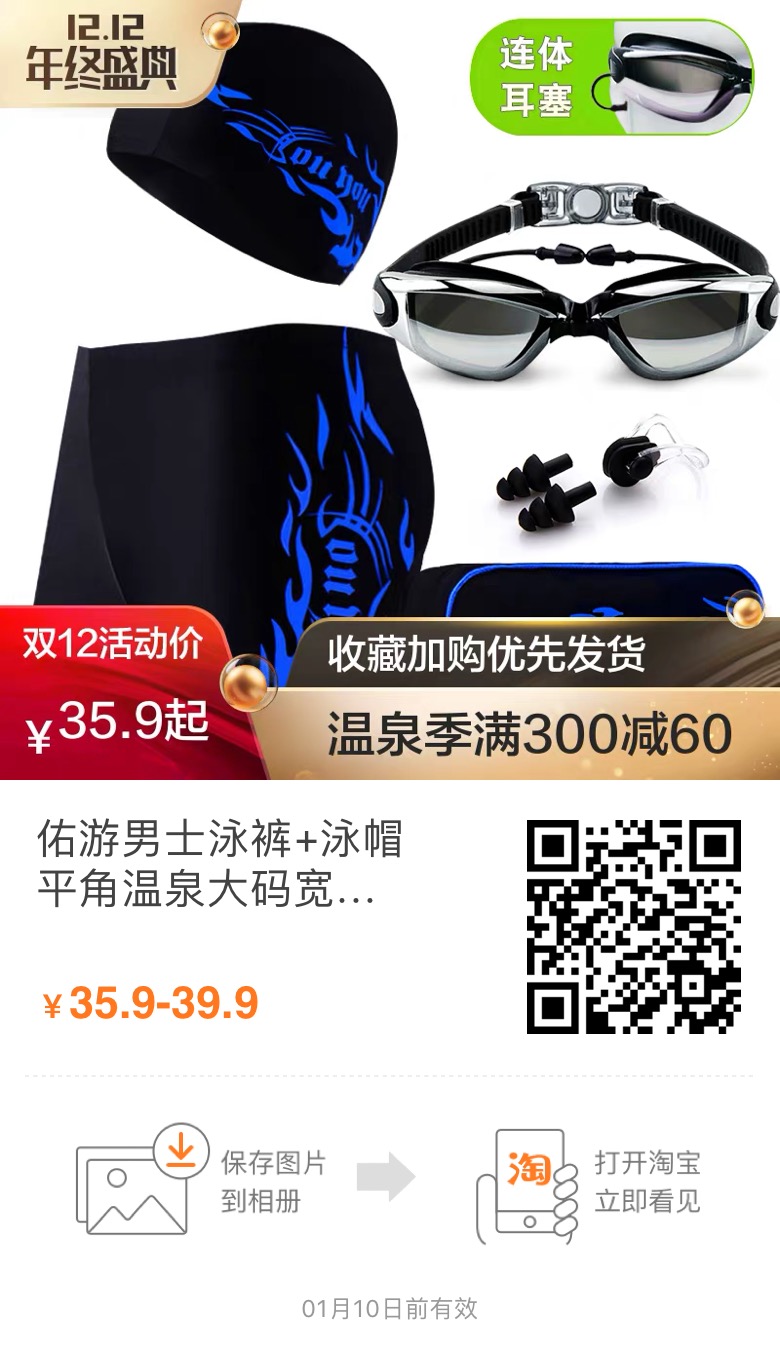 12.12
年终盛典
连体
耳塞
You you
You
双12活动价
¥35.9起
收藏加购优先发货
温泉季满300减60
佑游男士泳裤+泳帽
平角温泉大码宽...
¥35.9-39.9
保存图片
到相册
淘
打开淘宝
立即看见
01月10日前有效